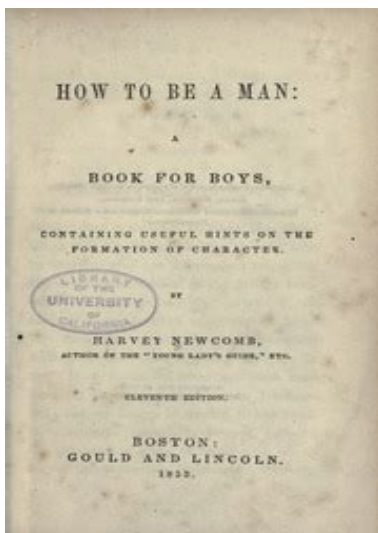 HOW TO BE A MAN:
A
BOOK FOR BOYS,
CONTAINING USEFUL HINTS ON THE
FORMATION OF CHARACTER.
LIBRARY
OF THE
UNIVERSITY
OF
CALIFORNIA
BY
HARVEY NEWCOMB,
AUTHOR OF THE "YOUNG LADY'S GUIDE," ETC.
ELEVENTH EDITION.
BOSTON:
GOULD AND LINCOLN.